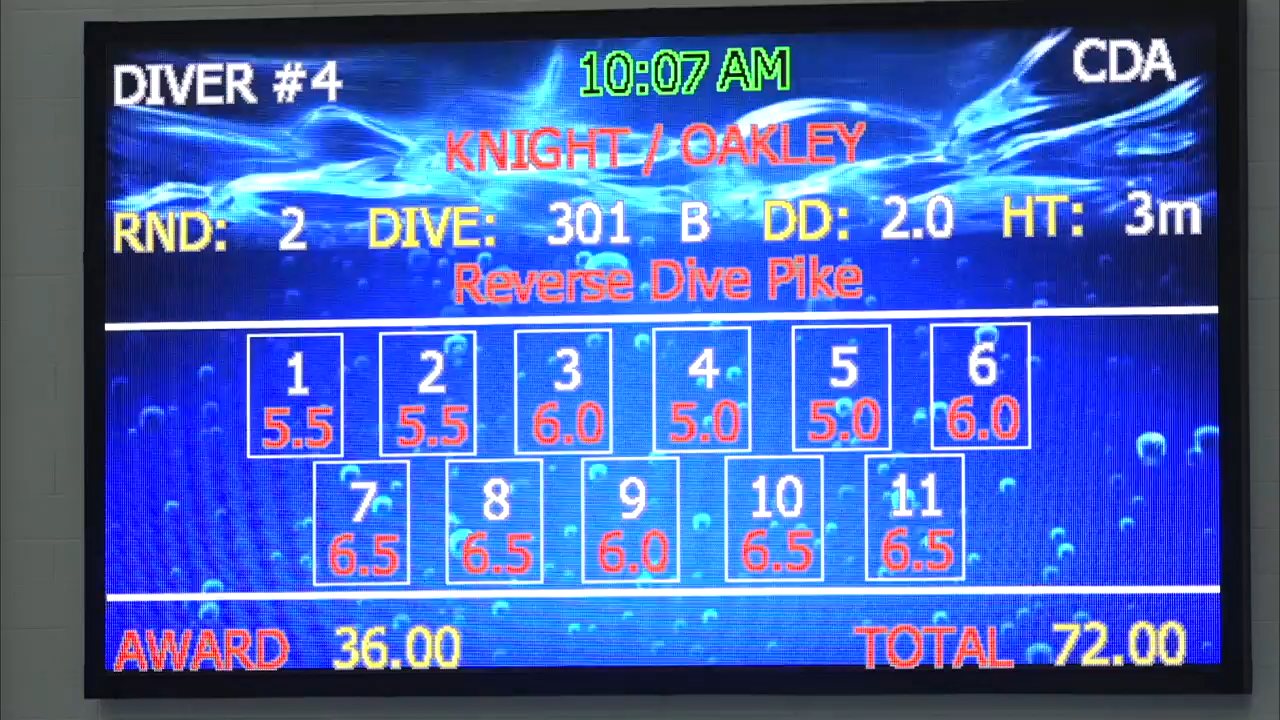 DIVER #4 10:07 AM CDA
KNIGHT / OAKLEY
RND: 2 DIVE: 301 B DD: 2.0 HT: 3m
Reverse Dive Pike
1 2 3 4 5 6
5.5 5.5 6.0 5.0 5.0 6.0
7 8 9 10 11
6.5 6.5 6.0 6.5 6.5
AWARD 36.00 TOTAL 72.00